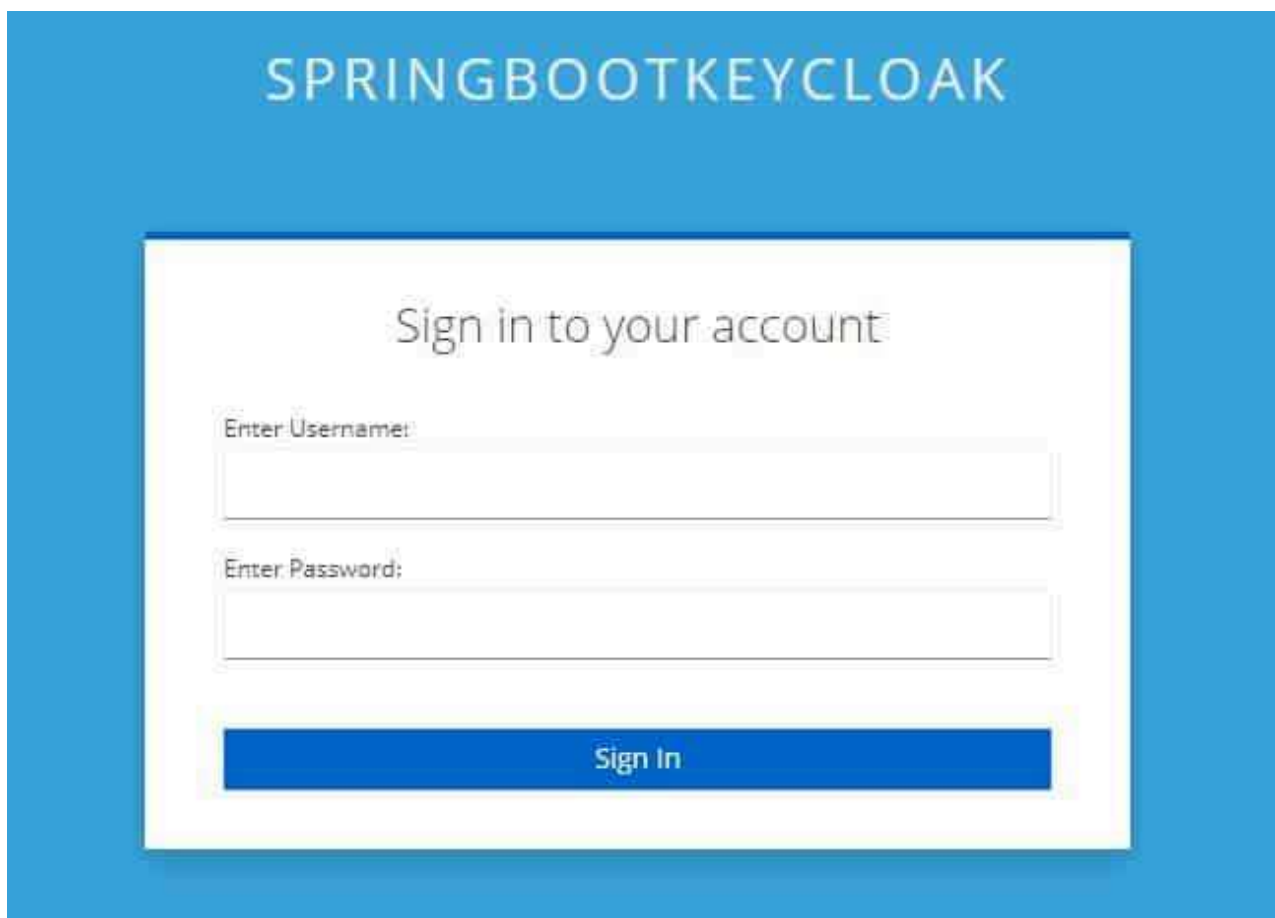 SPRINGBOOTKEYCLOAK
Sign in to your account
Enter Username:
Enter Password:
Sign In